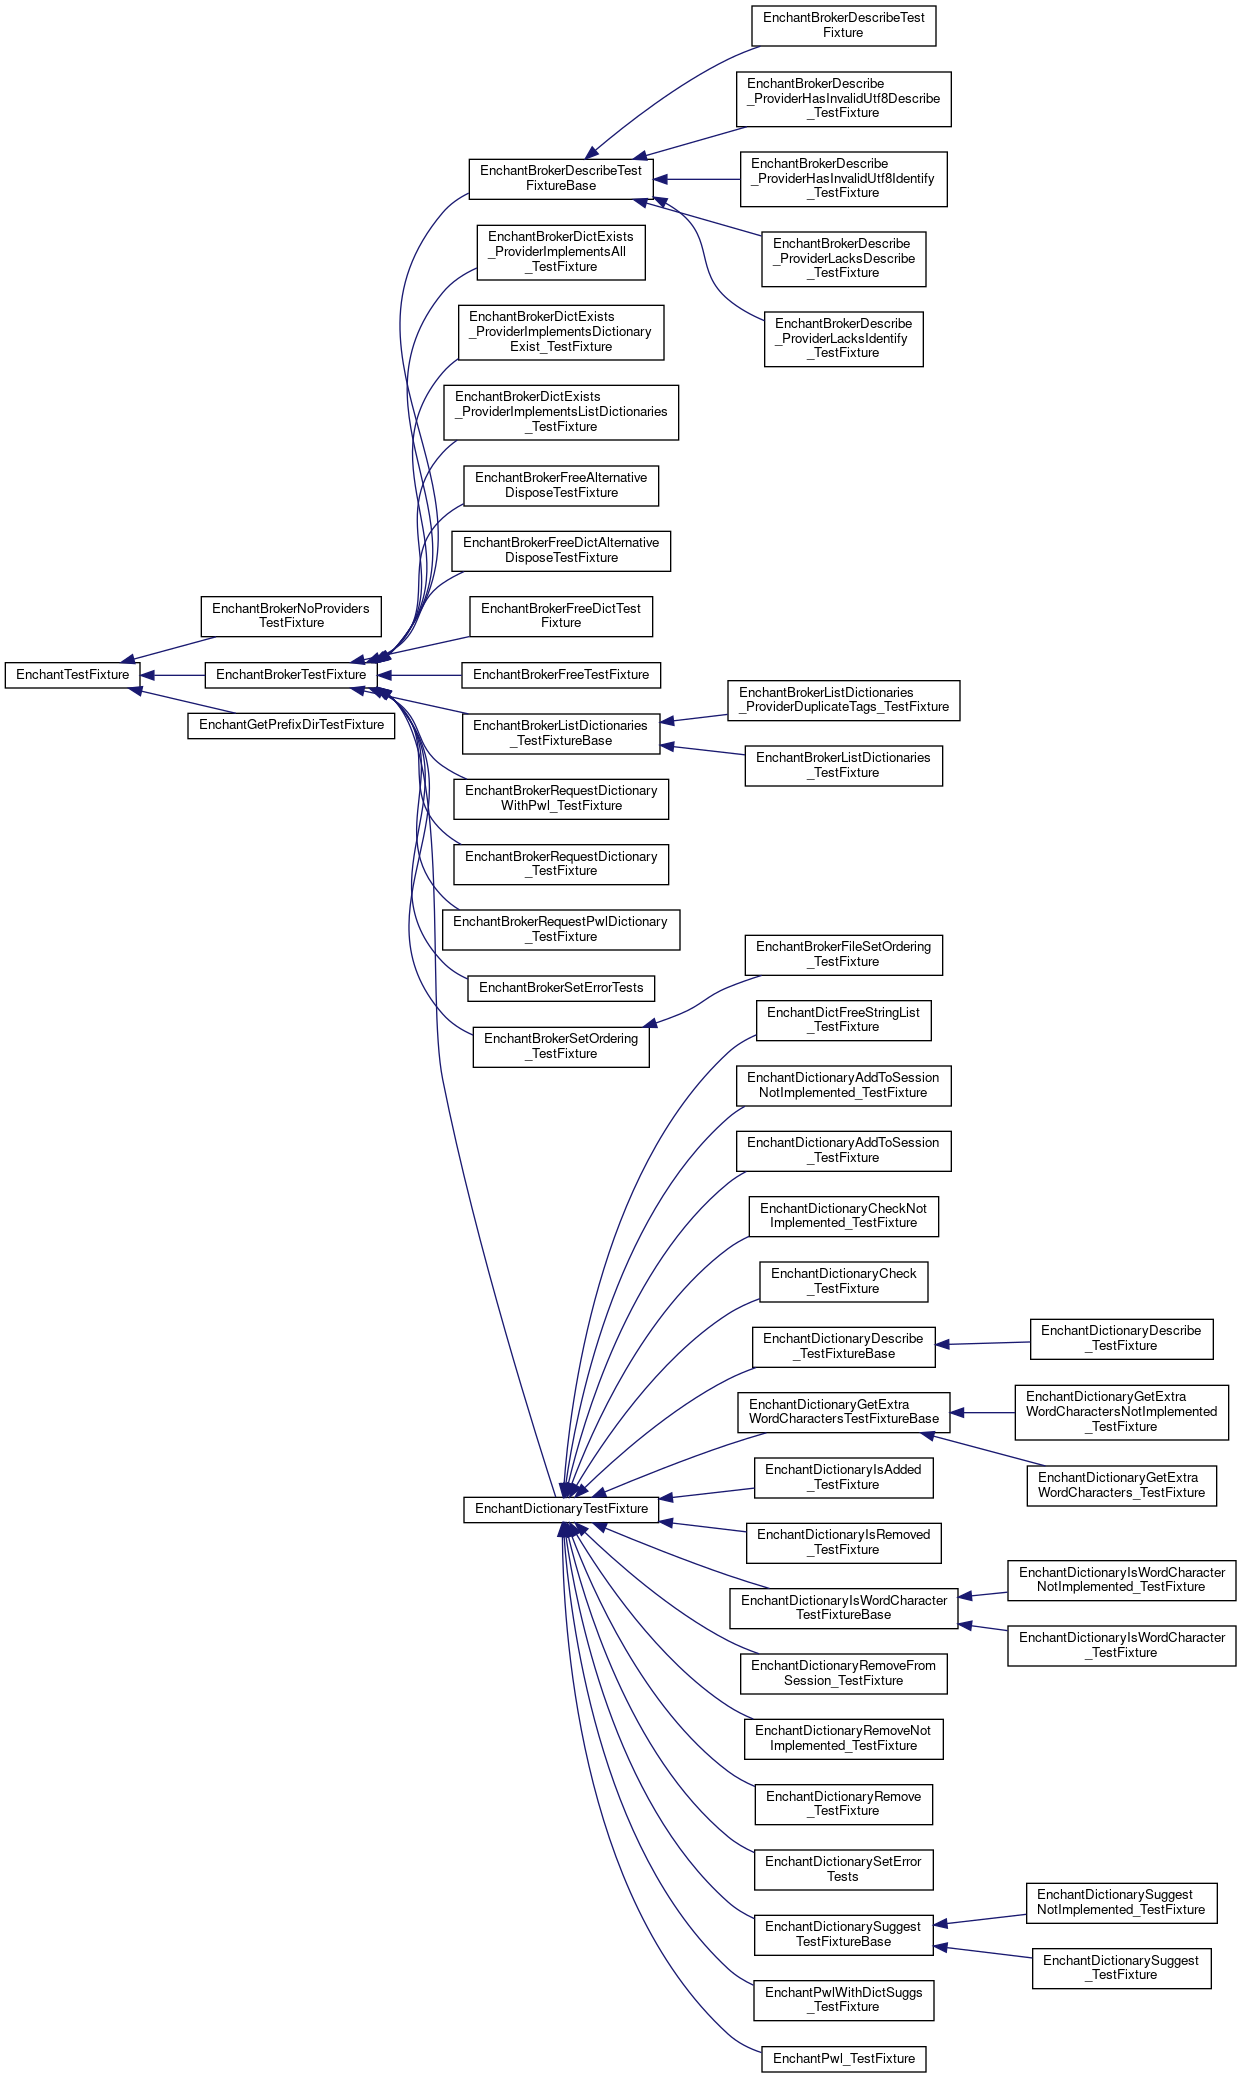 EnchantBrokerDescribeTest
Fixture
EnchantBrokerDescribe
_ProviderHasInvalidUtf8Describe
_TestFixture
EnchantBrokerDescribeTest
FixtureBase
EnchantBrokerDescribe
_ProviderHasInvalidUtf8Identify
_TestFixture
EnchantBrokerDescribe
_ProviderLacksDescribe
_TestFixture
EnchantBrokerDescribe
_ProviderLacksIdentify
_TestFixture
EnchantBrokerDictExists
_ProviderImplementsAll
_TestFixture
EnchantBrokerDictExists
_ProviderImplementsDictionary
Exist_TestFixture
EnchantBrokerDictExists
_ProviderImplementsListDictionaries
_TestFixture
EnchantBrokerFreeAlternative
DisposeTestFixture
EnchantBrokerFreeDictAlternative
DisposeTestFixture
EnchantBrokerNoProviders
TestFixture
EnchantBrokerFreeDictTest
Fixture
EnchantTestFixture
EnchantBrokerTestFixture
EnchantBrokerFreeTestFixture
EnchantGetPrefixDirTestFixture
EnchantBrokerListDictionaries
_TestFixtureBase
EnchantBrokerListDictionaries
_ProviderDuplicateTags_TestFixture
EnchantBrokerListDictionaries
_TestFixture
EnchantBrokerRequestDictionary
WithPwl_TestFixture
EnchantBrokerRequestDictionary
_TestFixture
EnchantBrokerRequestPwlDictionary
_TestFixture
EnchantBrokerSetErrorTests
EnchantBrokerSetOrdering
_TestFixture
EnchantBrokerFileSetOrdering
_TestFixture
EnchantDictFreeStringList
_TestFixture
EnchantDictionaryAddToSession
NotImplemented_TestFixture
EnchantDictionaryAddToSession
_TestFixture
EnchantDictionaryCheckNot
Implemented_TestFixture
EnchantDictionaryCheck
_TestFixture
EnchantDictionaryDescribe
_TestFixtureBase
EnchantDictionaryDescribe
_TestFixture
EnchantDictionaryGetExtra
WordCharactersTestFixtureBase
EnchantDictionaryGetExtra
WordCharactersNotImplemented
_TestFixture
EnchantDictionaryGetExtra
WordCharacters_TestFixture
EnchantDictionaryIsAdded
_TestFixture
EnchantDictionaryTestFixture
EnchantDictionaryIsRemoved
_TestFixture
EnchantDictionaryIsWordCharacter
TestFixtureBase
EnchantDictionaryIsWordCharacter
NotImplemented_TestFixture
EnchantDictionaryIsWordCharacter
_TestFixture
EnchantDictionaryRemoveFrom
Session_TestFixture
EnchantDictionaryRemoveNot
Implemented_TestFixture
EnchantDictionaryRemove
_TestFixture
EnchantDictionarySetError
Tests
EnchantDictionarySuggest
TestFixtureBase
EnchantDictionarySuggest
NotImplemented_TestFixture
EnchantDictionarySuggest
_TestFixture
EnchantPwlWithDictSuggs
_TestFixture
EnchantPwl_TestFixture